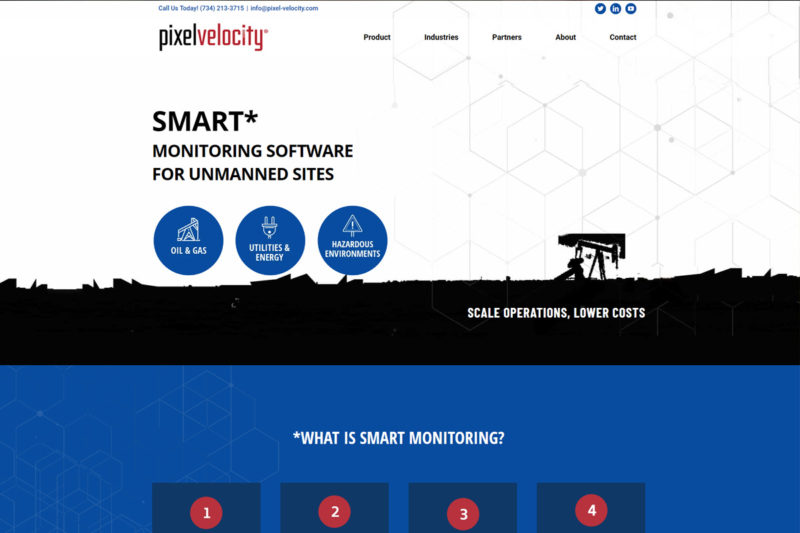 Call Us Today! (734) 213-3715 | info@pixel-velocity.com
pixelvelocity®
Product
Industries
Partners
About
Contact
SMART*
MONITORING SOFTWARE
FOR UNMANNED SITES
OIL & GAS
UTILITIES &
ENERGY
HAZARDOUS
ENVIRONMENTS
SCALE OPERATIONS, LOWER COSTS
*WHAT IS SMART MONITORING?
1
2
3
4